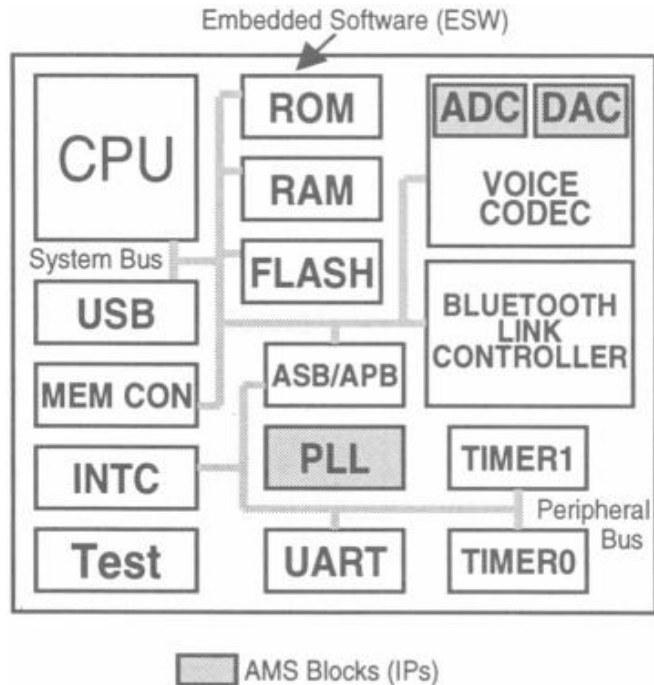 Embedded Software (ESW)
CPU
ROM
ADC
DAC
RAM
VOICE
CODEC
System Bus
FLASH
USB
BLUETOOTH
LINK
CONTROLLER
MEM CON
ASB/APB
INTC
PLL
TIMER1
Peripheral
Bus
Test
UART
TIMER0
AMS Blocks (IPs)